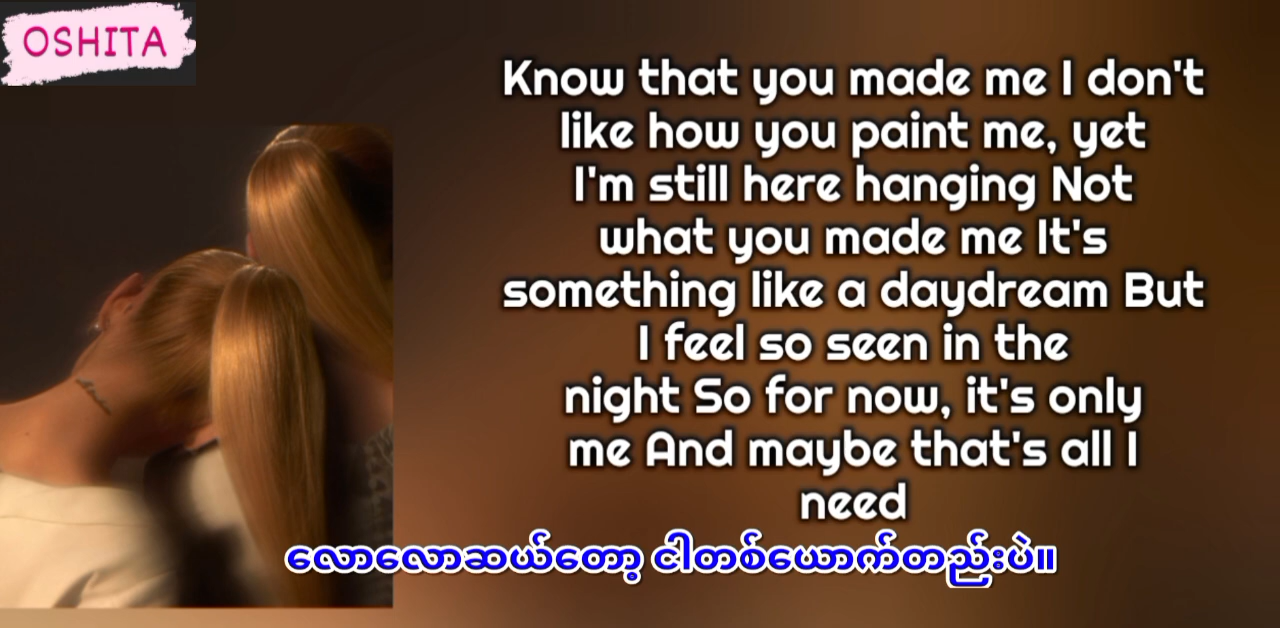 OSHITA
Know that you made me I don't
like how you paint me, yet
I'm still here hanging Not
what you made me It's
something like a daydream But
I feel so seen in the
night So for now, it's only
me And maybe that's all I
need
လောလောဆယ်တော့ ငါတစ်ယောက်တည်းပဲ။